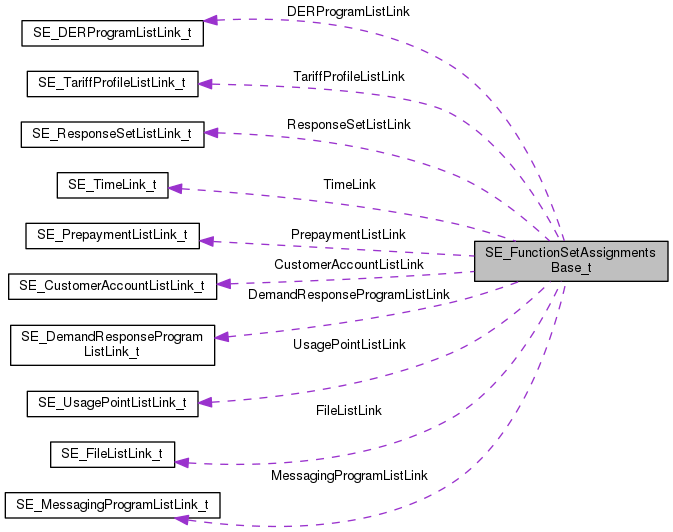 DERProgramListLink
SE_DERProgramListLink_t
TariffProfileListLink
SE_TariffProfileListLink_t
ResponseSetListLink
SE_ResponseSetListLink_t
TimeLink
SE_TimeLink_t
PrepaymentListLink
SE_PrepaymentListLink_t
SE_FunctionSetAssignments
Base_t
CustomerAccountListLink
SE_CustomerAccountListLink_t
DemandResponseProgramListLink
SE_DemandResponseProgram
ListLink_t
UsagePointListLink
SE_UsagePointListLink_t
FileListLink
SE_FileListLink_t
MessagingProgramListLink
SE_MessagingProgramListLink_t